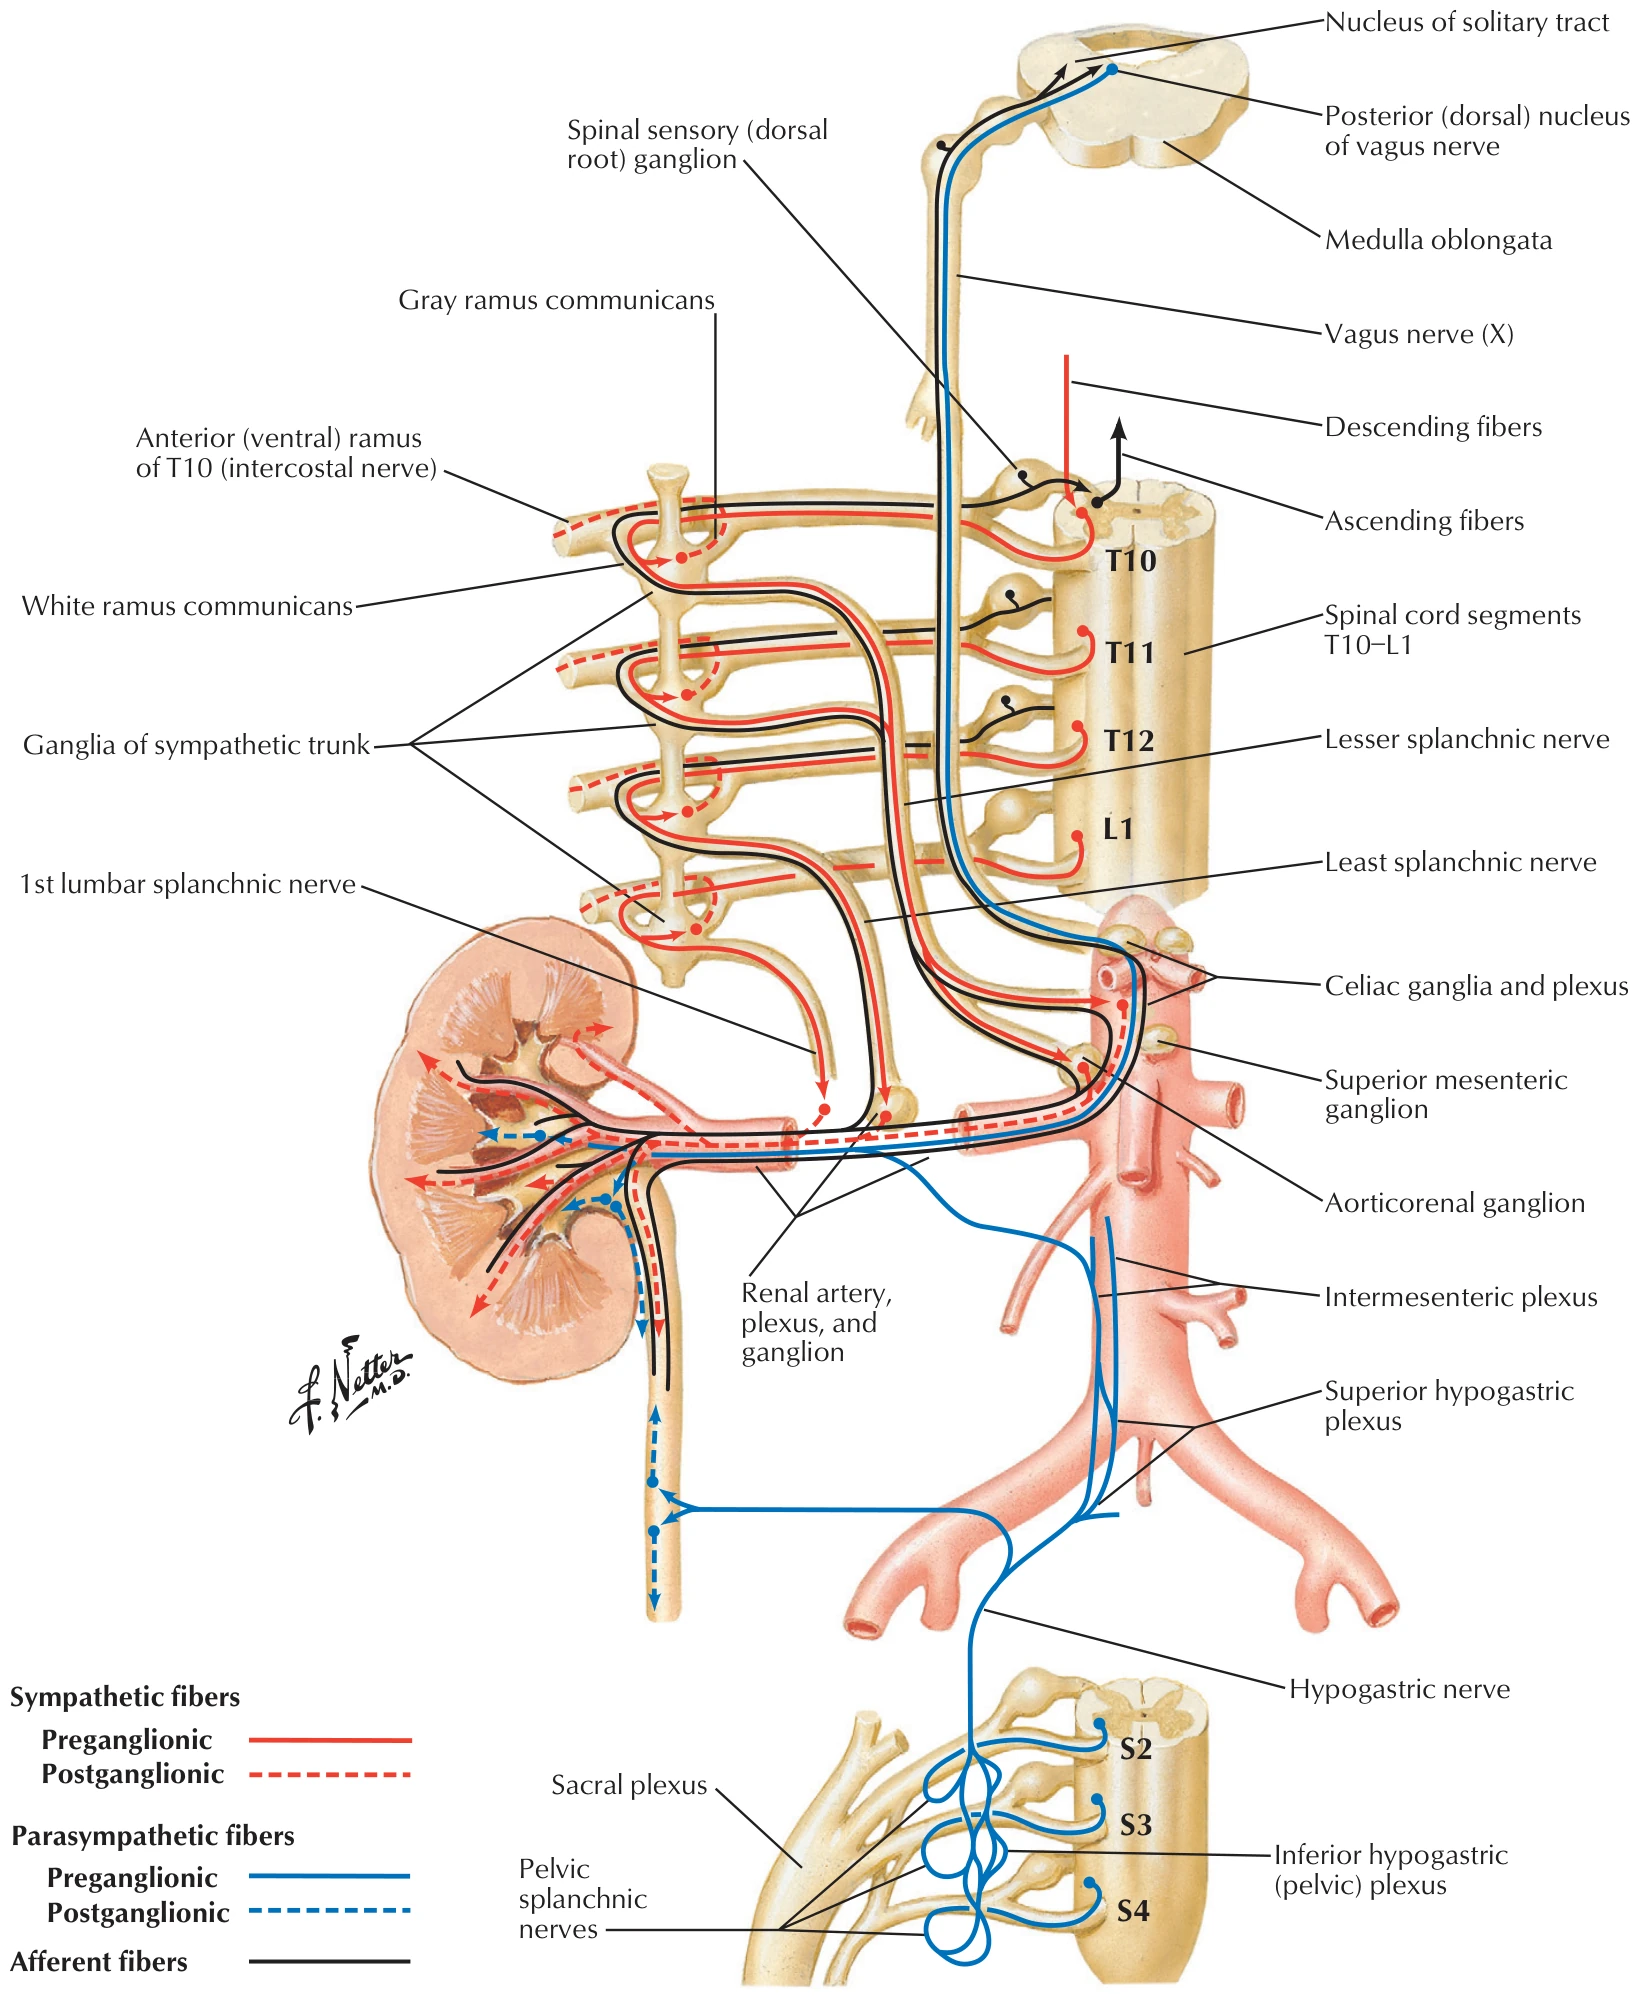 Nucleus of solitary tract
Posterior (dorsal) nucleus
of vagus nerve
Spinal sensory (dorsal
root) ganglion
Medulla oblongata
Gray ramus communicans
Vagus nerve (X)
Descending fibers
Anterior (ventral) ramus
of T10 (intercostal nerve)
Ascending fibers
T10
White ramus communicans
Spinal cord segments
T10–L1
T11
Ganglia of sympathetic trunk
T12
Lesser splanchnic nerve
L1
Least splanchnic nerve
1st lumbar splanchnic nerve
Celiac ganglia and plexus
Superior mesenteric
ganglion
Aorticorenal ganglion
Renal artery,
plexus, and
ganglion
Intermesenteric plexus
F. Netter
M.D.
Superior hypogastric
plexus
Hypogastric nerve
Sympathetic fibers
Preganglionic
Postganglionic
Parasympathetic fibers
Preganglionic
Postganglionic
Afferent fibers
S2
Sacral plexus
S3
Pelvic
splanchnic
nerves
Inferior hypogastric
(pelvic) plexus
S4